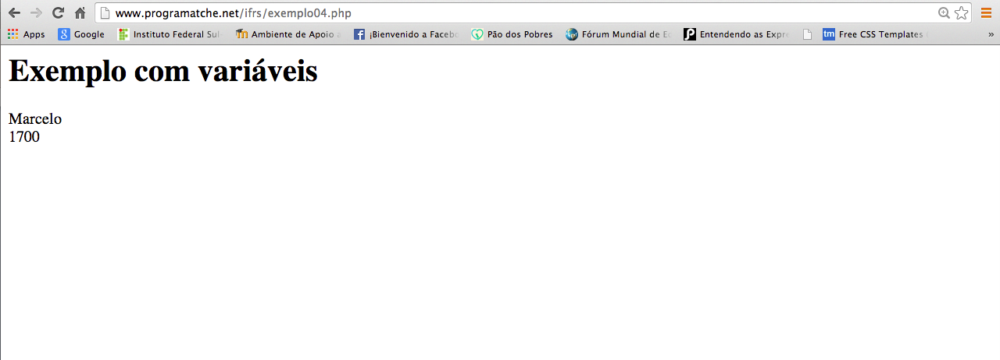 www.programatche.net/ifrs/exemplo04.php
Apps Google Instituto Federal Sul Ambiente de Apoio a ¡Bienvenido a Facebo Pão dos Pobres Fórum Mundial de Ed Entendendo as Expre Free CSS Templates »
Exemplo com variáveis
Marcelo
1700